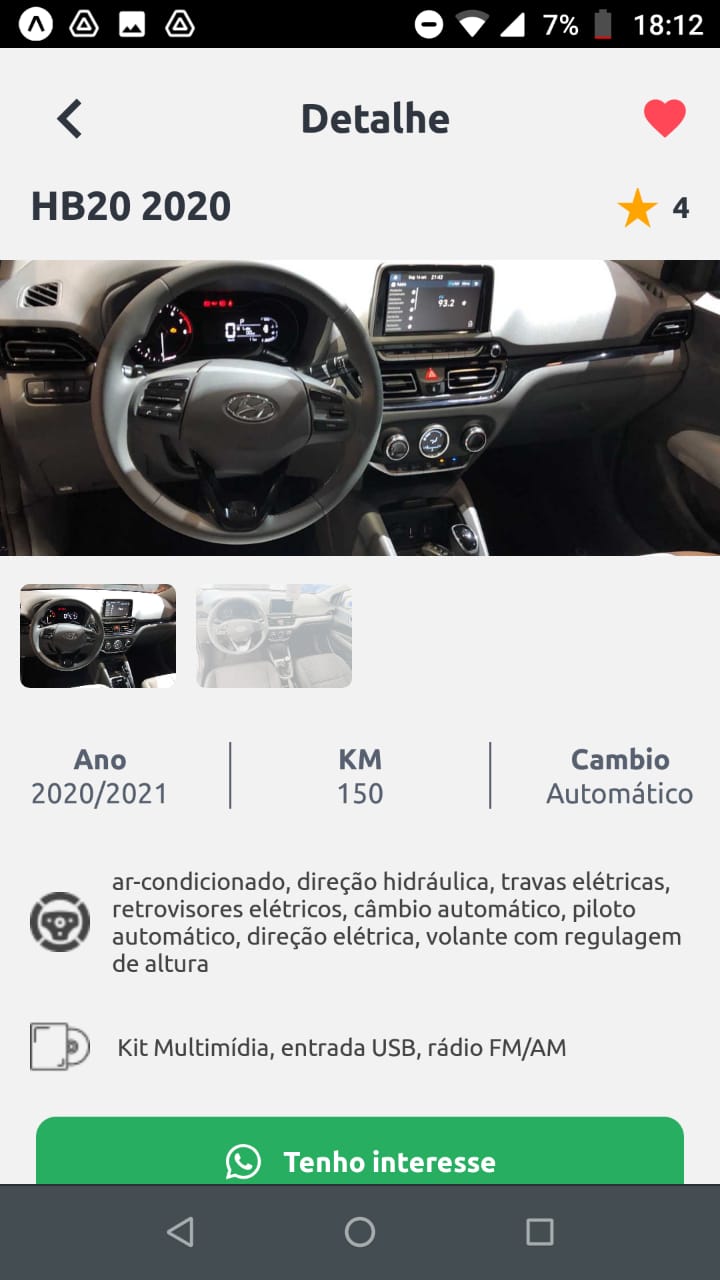 7% 18:12
Detalhe
HB20 2020
4
93.2
Ano
KM
Cambio
2020/2021
150
Automático
ar-condicionado, direção hidráulica, travas elétricas,
retrovisores elétricos, câmbio automático, piloto
automático, direção elétrica, volante com regulagem
de altura
Kit Multimídia, entrada USB, rádio FM/AM
Tenho interesse